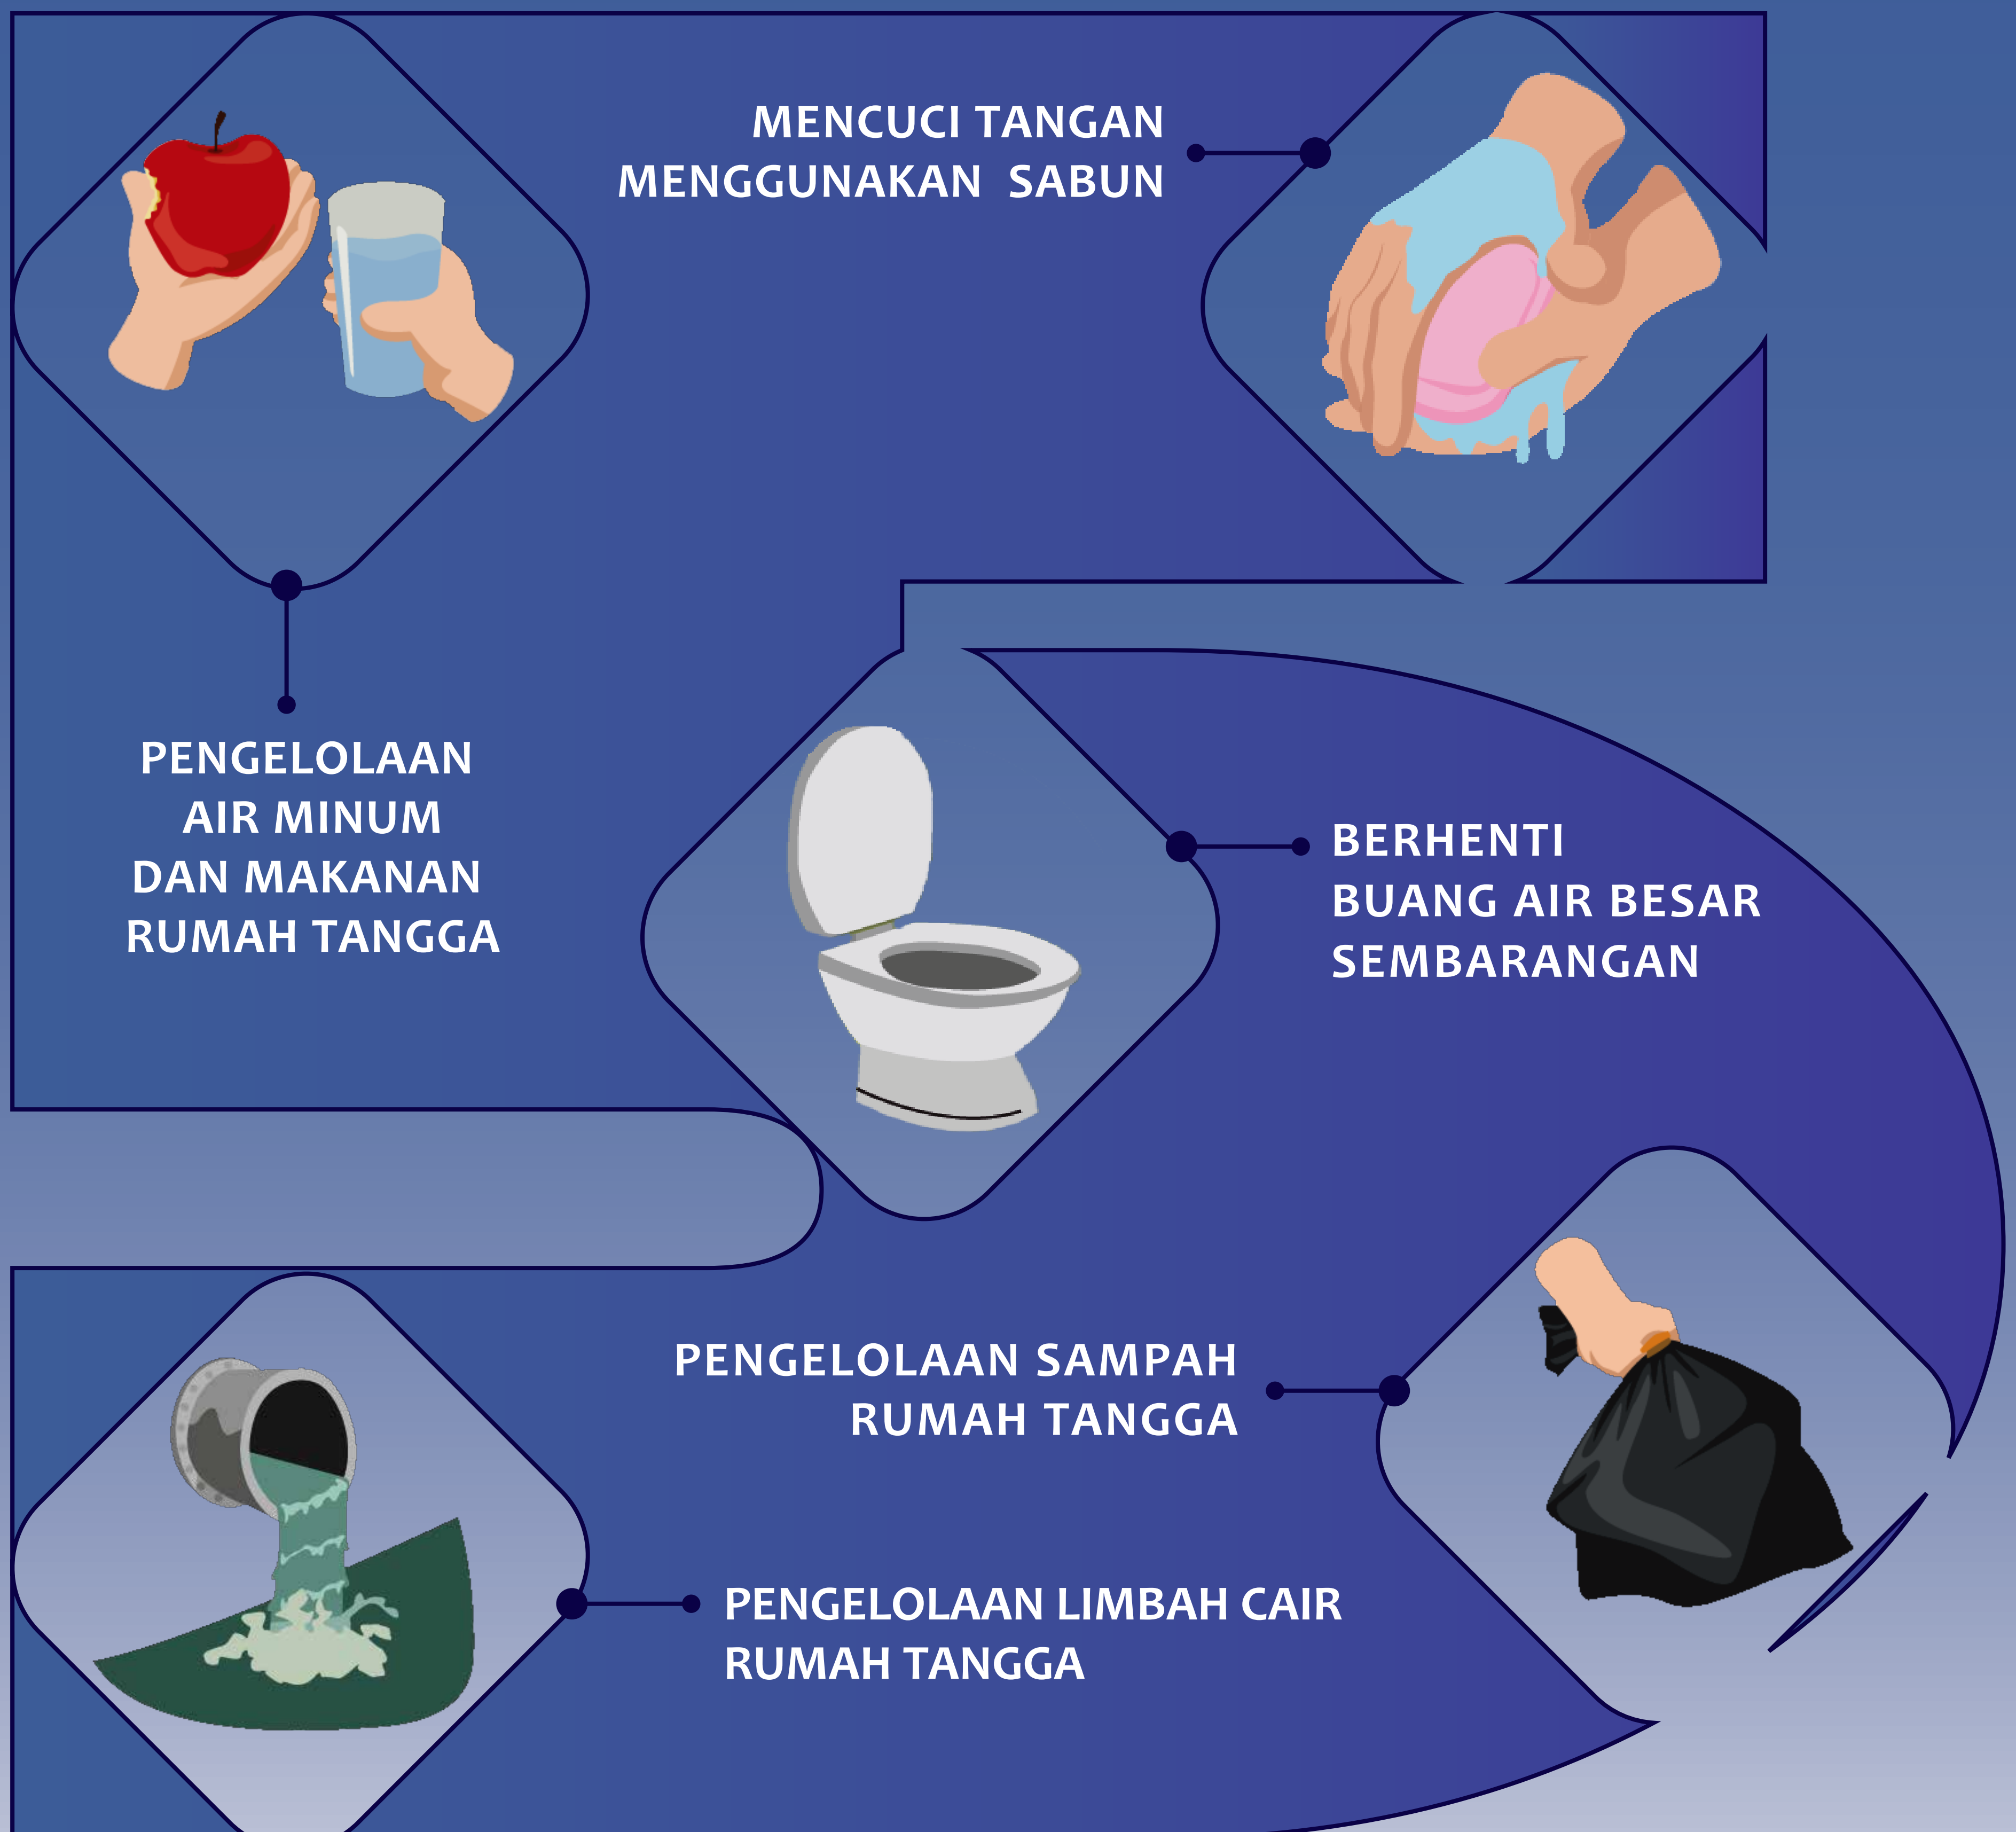 MENCUCI TANGAN
MENGGUNAKAN SABUN
PENGELOLAAN
AIR MINUM
DAN MAKANAN
RUMAH TANGGA
BERHENTI
BUANG AIR BESAR
SEMBARANGAN
PENGELOLAAN SAMPAH
RUMAH TANGGA
PENGELOLAAN LIMBAH CAIR
RUMAH TANGGA